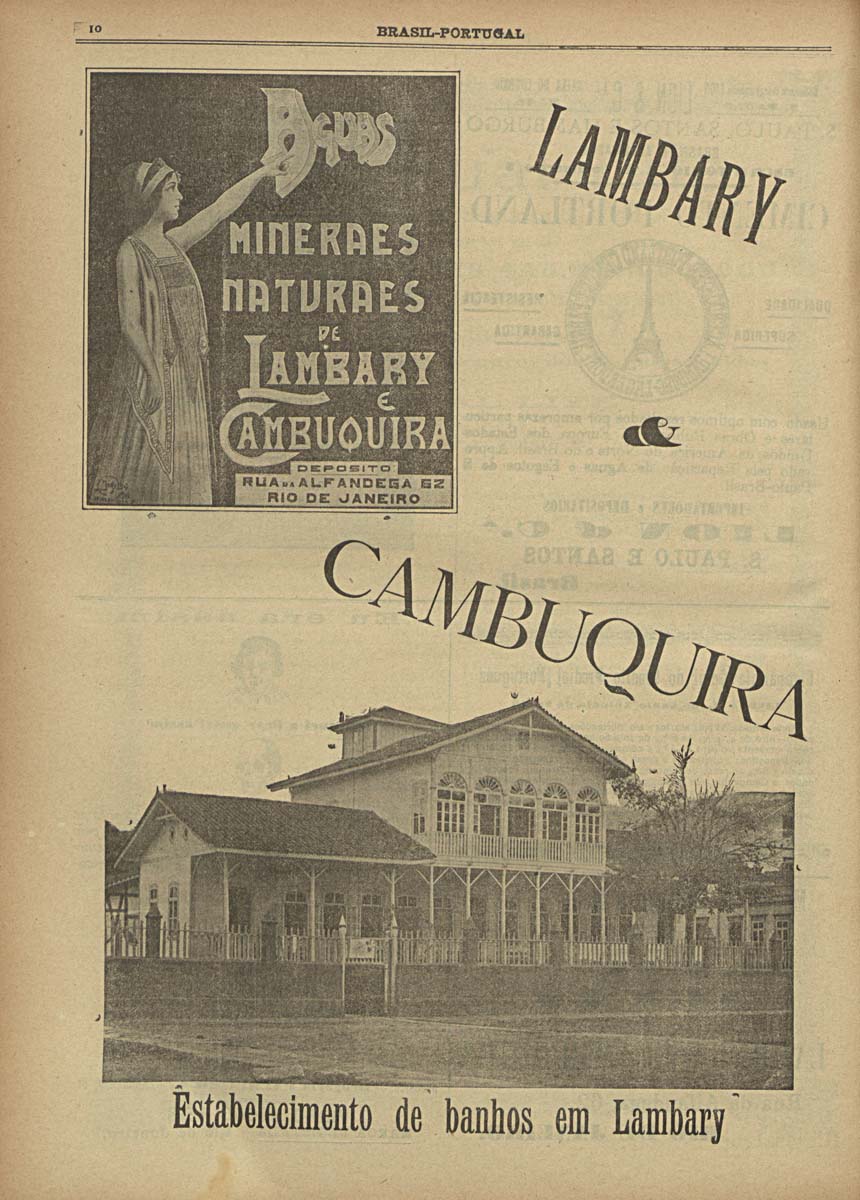 10
BRASIL-PORTUGAL
AGUAS
MINERAES
NATURAES
DE
LAMBARY
E
CAMBUQUIRA
DEPOSITO
RUA DA ALFANDEGA 62
RIO DE JANEIRO
LAMBARY
&
CAMBUQUIRA
Estabelecimento de banhos em Lambary